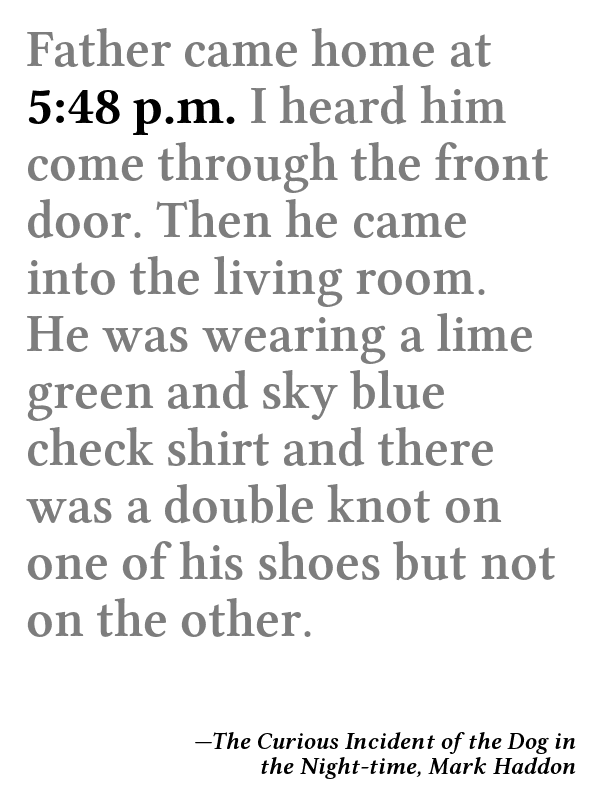 Father came home at
5:48 p.m. I heard him
come through the front
door. Then he came
into the living room.
He was wearing a lime
green and sky blue
check shirt and there
was a double knot on
one of his shoes but not
on the other.
—The Curious Incident of the Dog in
the Night-time, Mark Haddon